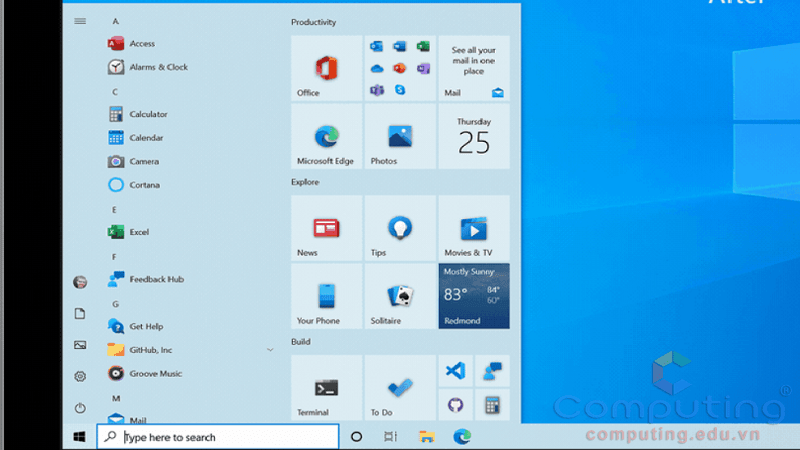 After
A
Access
Alarms & Clock
C
Calculator
Calendar
Camera
Cortana
E
Excel
F
Feedback Hub
G
Get Help
GitHub, Inc
Groove Music
M
Mail
Productivity
Office
See all your
mail in one
place
Mail
Microsoft Edge
Photos
Thursday
25
Explore
News
Tips
Movies & TV
Your Phone
Solitaire
Mostly Sunny
83°
84°
60°
Redmond
Build
Terminal
To Do
Type here to search
Computing®
computing.edu.vn